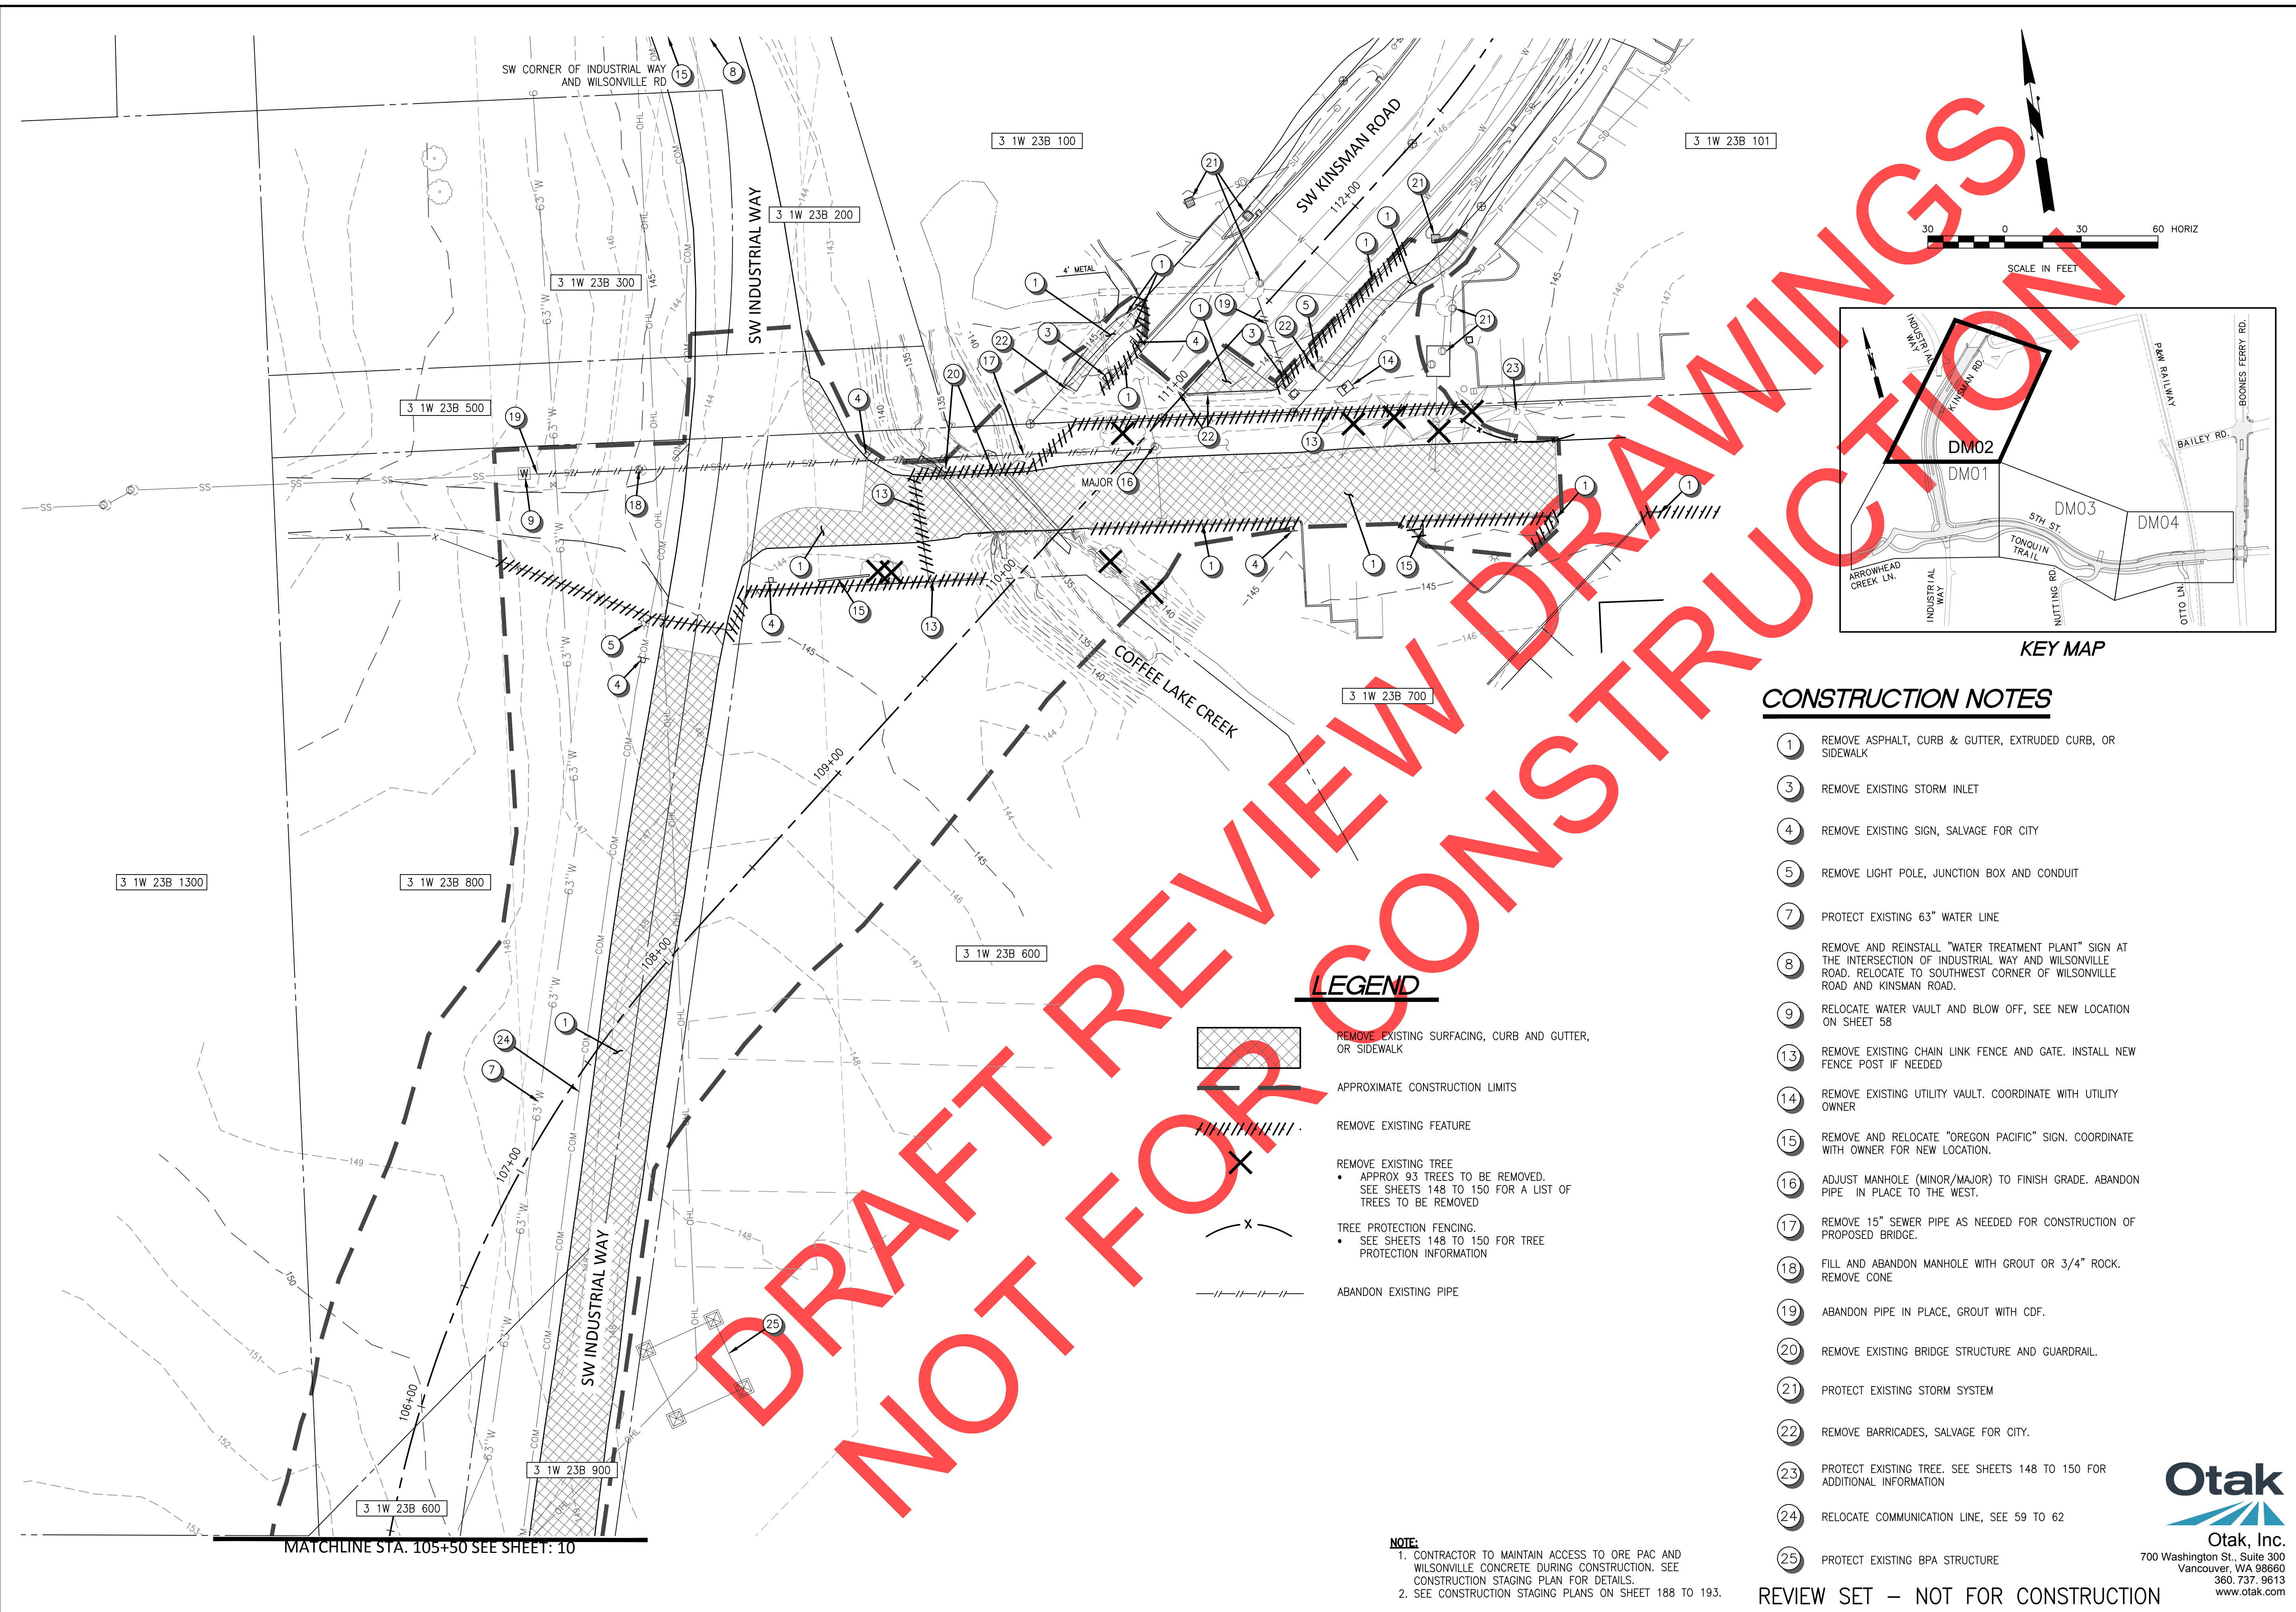 SW CORNER OF INDUSTRIAL WAY
AND WILSONVILLE RD
15
8
SW INDUSTRIAL WAY
3 1W 23B 200
3 1W 23B 300
3 1W 23B 100
3 1W 23B 101
SW KINSMAN ROAD
112+00
111+00
110+00
109+00
108+00
107+00
106+00
4' METAL
3 1W 23B 500
MAJOR 16
COFFEE LAKE CREEK
3 1W 23B 700
3 1W 23B 1300
3 1W 23B 800
3 1W 23B 600
SW INDUSTRIAL WAY
3 1W 23B 900
3 1W 23B 600
MATCHLINE STA. 105+50 SEE SHEET: 10
DRAFT REVIEW DRAWINGS
NOT FOR CONSTRUCTION
30 0 30 60 HORIZ
SCALE IN FEET
INDUSTRIAL
WAY
KINSMAN RD.
P&W RAILWAY
BOONES FERRY RD.
BAILEY RD.
DM02
DM01
DM03
DM04
5TH ST.
TONQUIN
TRAIL
ARROWHEAD
CREEK LN.
INDUSTRIAL
WAY
NUTTING RD.
OTTO LN.
KEY MAP
LEGEND
REMOVE EXISTING SURFACING, CURB AND GUTTER,
OR SIDEWALK
APPROXIMATE CONSTRUCTION LIMITS
REMOVE EXISTING FEATURE
REMOVE EXISTING TREE
• APPROX 93 TREES TO BE REMOVED.
SEE SHEETS 148 TO 150 FOR A LIST OF
TREES TO BE REMOVED
TREE PROTECTION FENCING.
• SEE SHEETS 148 TO 150 FOR TREE
PROTECTION INFORMATION
ABANDON EXISTING PIPE
CONSTRUCTION NOTES
1 REMOVE ASPHALT, CURB & GUTTER, EXTRUDED CURB, OR
SIDEWALK
3 REMOVE EXISTING STORM INLET
4 REMOVE EXISTING SIGN, SALVAGE FOR CITY
5 REMOVE LIGHT POLE, JUNCTION BOX AND CONDUIT
7 PROTECT EXISTING 63" WATER LINE
8 REMOVE AND REINSTALL "WATER TREATMENT PLANT" SIGN AT
THE INTERSECTION OF INDUSTRIAL WAY AND WILSONVILLE
ROAD. RELOCATE TO SOUTHWEST CORNER OF WILSONVILLE
ROAD AND KINSMAN ROAD.
9 RELOCATE WATER VAULT AND BLOW OFF, SEE NEW LOCATION
ON SHEET 58
13 REMOVE EXISTING CHAIN LINK FENCE AND GATE. INSTALL NEW
FENCE POST IF NEEDED
14 REMOVE EXISTING UTILITY VAULT. COORDINATE WITH UTILITY
OWNER
15 REMOVE AND RELOCATE "OREGON PACIFIC" SIGN. COORDINATE
WITH OWNER FOR NEW LOCATION.
16 ADJUST MANHOLE (MINOR/MAJOR) TO FINISH GRADE. ABANDON
PIPE IN PLACE TO THE WEST.
17 REMOVE 15" SEWER PIPE AS NEEDED FOR CONSTRUCTION OF
PROPOSED BRIDGE.
18 FILL AND ABANDON MANHOLE WITH GROUT OR 3/4" ROCK.
REMOVE CONE
19 ABANDON PIPE IN PLACE, GROUT WITH CDF.
20 REMOVE EXISTING BRIDGE STRUCTURE AND GUARDRAIL.
21 PROTECT EXISTING STORM SYSTEM
22 REMOVE BARRICADES, SALVAGE FOR CITY.
23 PROTECT EXISTING TREE. SEE SHEETS 148 TO 150 FOR
ADDITIONAL INFORMATION
24 RELOCATE COMMUNICATION LINE, SEE 59 TO 62
25 PROTECT EXISTING BPA STRUCTURE
NOTE:
1. CONTRACTOR TO MAINTAIN ACCESS TO ORE PAC AND
WILSONVILLE CONCRETE DURING CONSTRUCTION. SEE
CONSTRUCTION STAGING PLAN FOR DETAILS.
2. SEE CONSTRUCTION STAGING PLANS ON SHEET 188 TO 193.
Otak
Otak, Inc.
700 Washington St., Suite 300
Vancouver, WA 98660
360. 737. 9613
www.otak.com
REVIEW SET – NOT FOR CONSTRUCTION